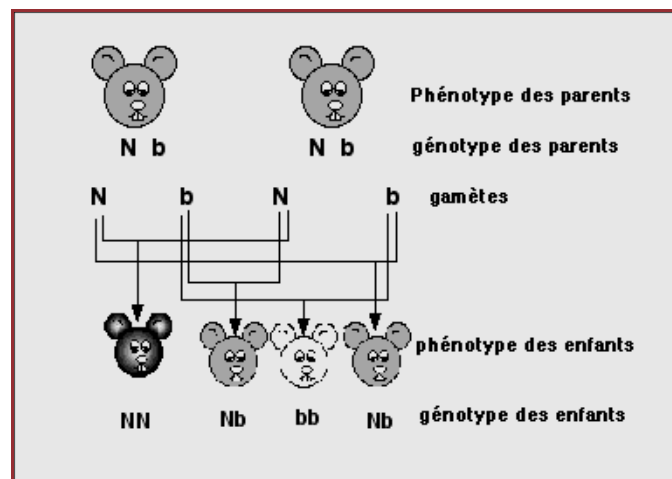 Phénotype des parents
N b N b génotype des parents
N b N b gamètes
phénotype des enfants
NN Nb bb Nb génotype des enfants